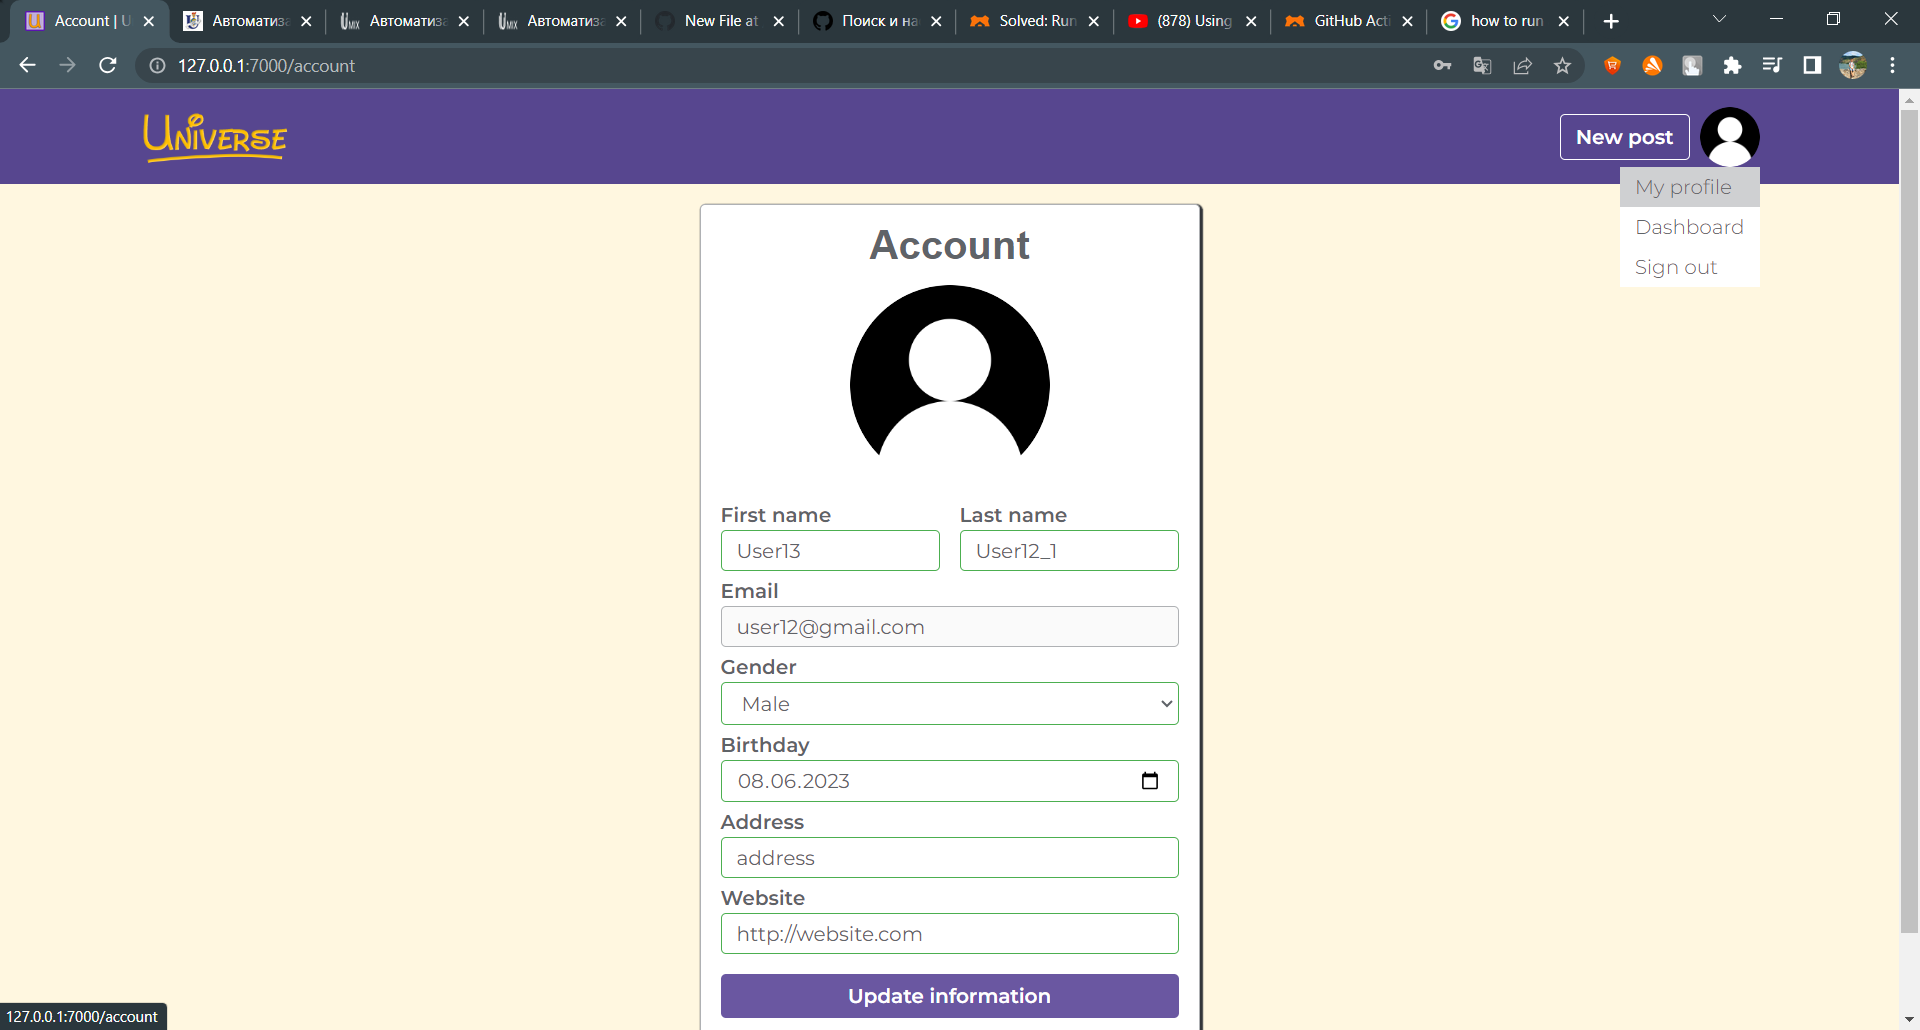 Account | U
Автоматиза
Автоматиза
Автоматиза
New File at
Поиск и на
Solved: Run
(878) Using
GitHub Acti
how to run
127.0.0.1:7000/account
UNIVERSE
New post
My profile
Dashboard
Sign out
Account
First name
Last name
User13
User12_1
Email
user12@gmail.com
Gender
Male
Birthday
08.06.2023
Address
address
Website
http://website.com
Update information
127.0.0.1:7000/account